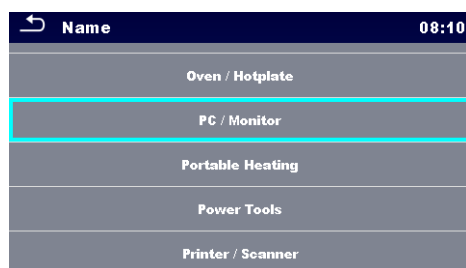 Name 08:10
Oven / Hotplate
PC / Monitor
Portable Heating
Power Tools
Printer / Scanner